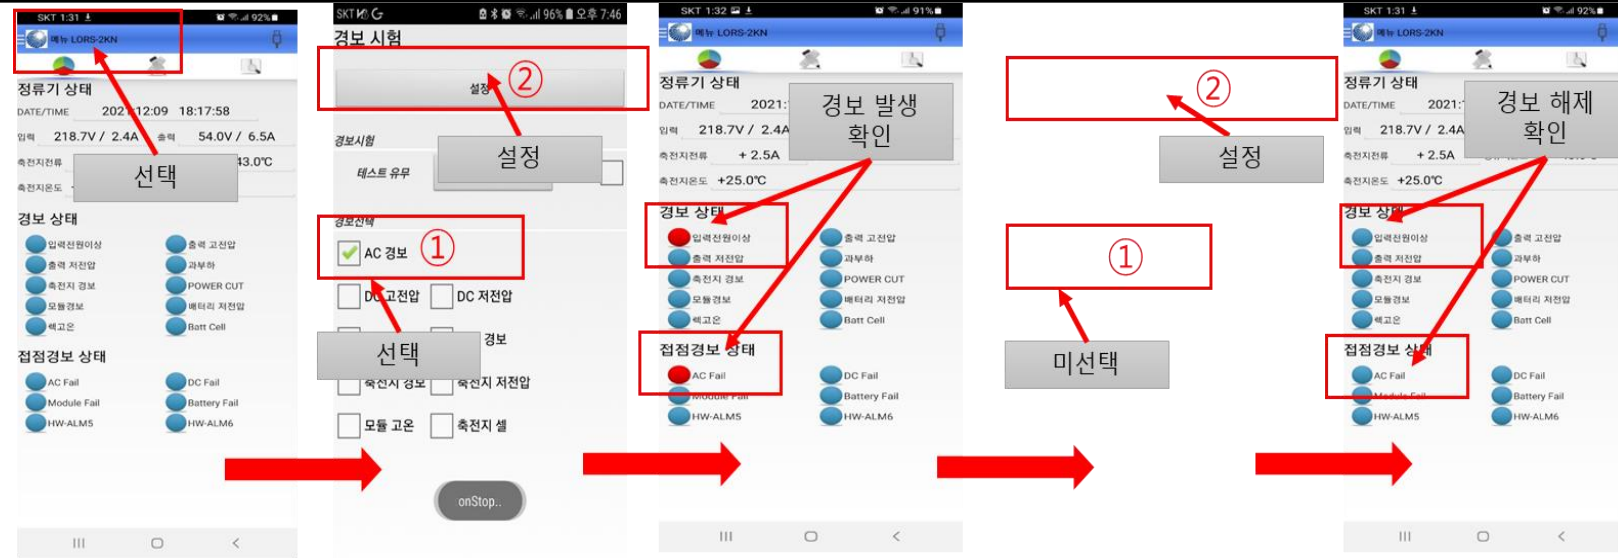 SKT 1:31 92%
메뉴 LORS-2KN
정류기 상태
DATE/TIME 2021:12:09 18:17:58
입력 218.7V / 2.4A 출력 54.0V / 6.5A
축전지전류 43.0℃
축전지온도
선택
경보 상태
입력전원이상 출력 고전압
출력 저전압 과부하
축전지 경보 POWER CUT
모듈경보 배터리 저전압
랙고온 Batt Cell
접점경보 상태
AC Fail DC Fail
Module Fail Battery Fail
HW-ALM5 HW-ALM6
SKT 96% 오후 7:46
경보 시험
설정 ②
설정
경보시험
테스트 유무
경보선택
AC 경보 ①
DC 고전압 DC 저전압
경보
선택
축전지 경보 축전지 저전압
모듈 고온 축전지 셀
onStop..
SKT 1:32 91%
메뉴 LORS-2KN
정류기 상태
DATE/TIME 2021:
입력 218.7V / 2.4A
축전지전류 + 2.5A
축전지온도 +25.0℃
경보 발생
확인
경보 상태
입력전원이상 출력 고전압
출력 저전압 과부하
축전지 경보 POWER CUT
모듈경보 배터리 저전압
랙고온 Batt Cell
접점경보 상태
AC Fail DC Fail
Module Fail Battery Fail
HW-ALM5 HW-ALM6
②
설정
①
미선택
SKT 1:31 92%
메뉴 LORS-2KN
정류기 상태
DATE/TIME 2021:
입력 218.7V / 2.4A
축전지전류 + 2.5A
축전지온도 +25.0℃
경보 해제
확인
경보 상태
입력전원이상 출력 고전압
출력 저전압 과부하
축전지 경보 POWER CUT
모듈경보 배터리 저전압
랙고온 Batt Cell
접점경보 상태
AC Fail DC Fail
Module Fail Battery Fail
HW-ALM5 HW-ALM6